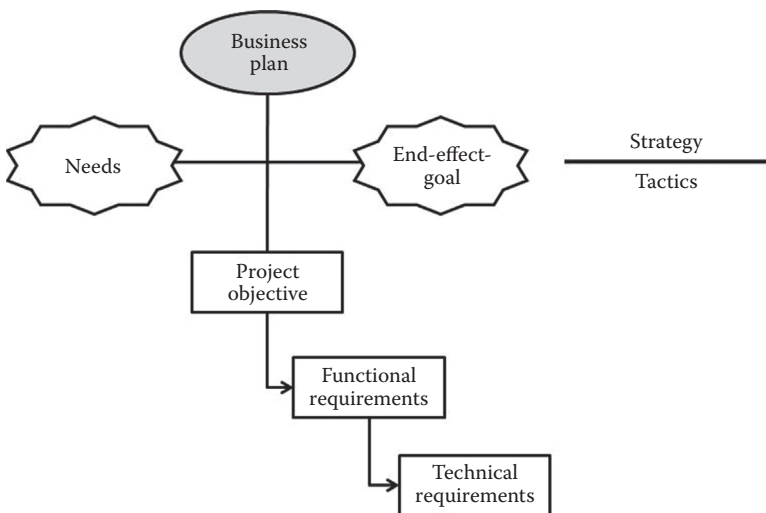 Business
plan
Needs
End-effect-
goal
Strategy
Tactics
Project
objective
Functional
requirements
Technical
requirements